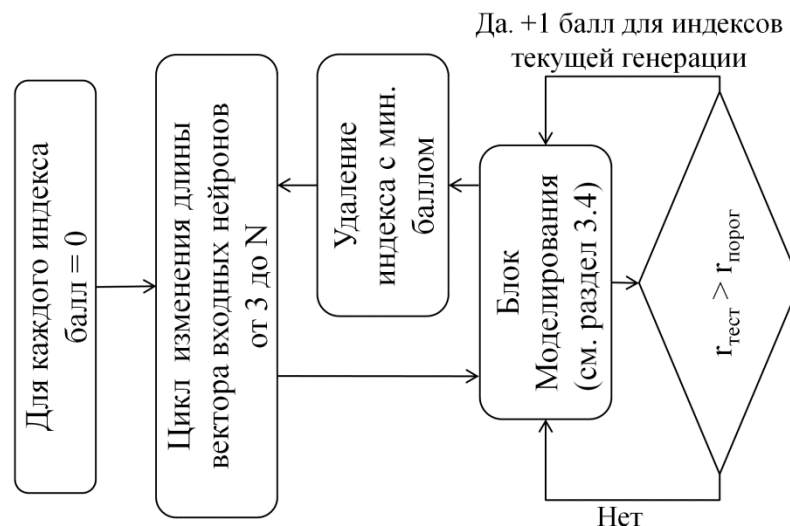 Для каждого индекса
балл = 0
Цикл изменения длины
вектора входных нейронов
от 3 до N
Удаление
индекса с мин.
баллом
Блок
Моделирования
(см. раздел 3.4)
Да. +1 балл для индексов
текущей генерации
rтест > rпорог
Нет